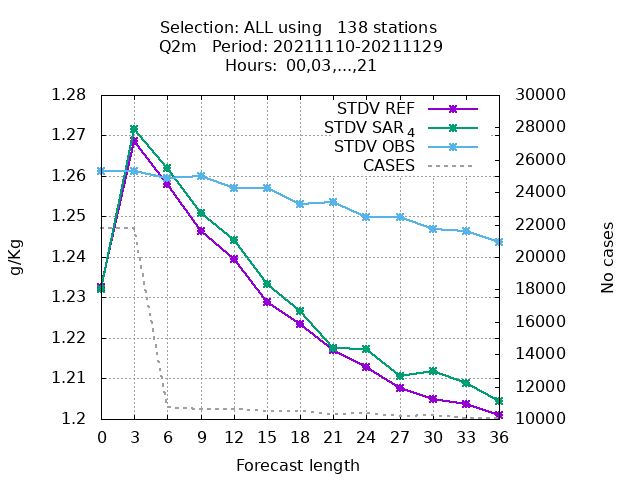 Selection: ALL using   138 stations
Q2m   Period: 20211110-20211129
Hours:  00,03,...,21
STDV REF
STDV SAR₄
STDV OBS
CASES
1.28
1.27
1.26
1.25
1.24
1.23
1.22
1.21
1.2
g/Kg
30000
28000
26000
24000
22000
20000
18000
16000
14000
12000
10000
No cases
0 3 6 9 12 15 18 21 24 27 30 33 36
Forecast length